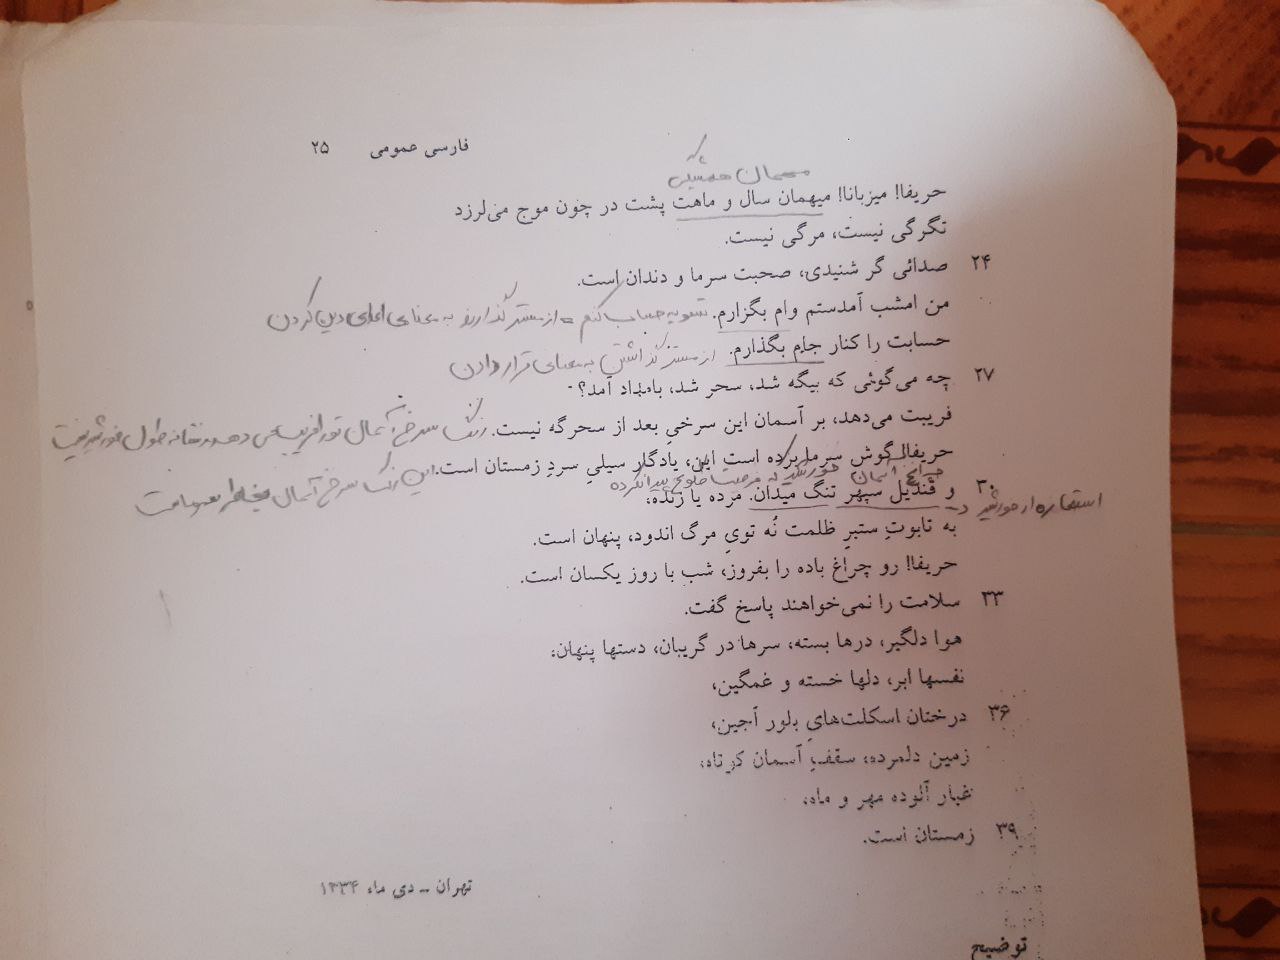 فارسی عمومی ۲۵
مهمان همیشگی
حریفا! میزبانا! میهمان سال و ماهت پشت در چون موج می‌لرزد
تگرگی نیست، مرگی نیست.
۲۴ صدائی گر شنیدی، صحبت سرما و دندان است.
من امشب آمدستم وام بگزارم. تسویه حساب کنم = از مصدر گذاردن به معنای ادای دین کردن
حسابت را کنار جام بگذارم. از مصدر گذاشتن به معنای قرار دادن
۲۷ چه می‌گوئی که بیگه شد، سحر شد، بامداد آمد؟
فریبت می‌دهد، بر آسمان این سرخیِ بعد از سحرگه نیست. رنگ سرخ آسمان تو را فریب می دهد و نشانه طلوع خورشید نیست
حریفا! گوش سرما برده است این، یادگارِ سیلیِ سردِ زمستان است. این رنگ سرخ آسمان بخاطر سرماست
چراغ آسمان خورشید که فرصت طلوع پیدا نکرده
۳۰ و قندیل سپهر تنگ میدان. مرده یا زنده، استعاره از خورشید
به تابوتِ ستبرِ ظلمت نُه تویِ مرگ اندود، پنهان است.
حریفا! رو چراغ باده را بفروز، شب با روز یکسان است.
۳۳ سلامت را نمی‌خواهند پاسخ گفت.
هوا دلگیر، درها بسته، سرها در گریبان، دستها پنهان،
نفسها ابر، دلها خسته و غمگین،
۳۶ درختان اسکلت‌هایِ بلور آجین،
زمین دلمرده، سقفِ آسمان کوتاه،
غبار آلوده مهر و ماه،
۳۹ زمستان است.
تهران ــ دی ماه ۱۳۳۴
توضیح